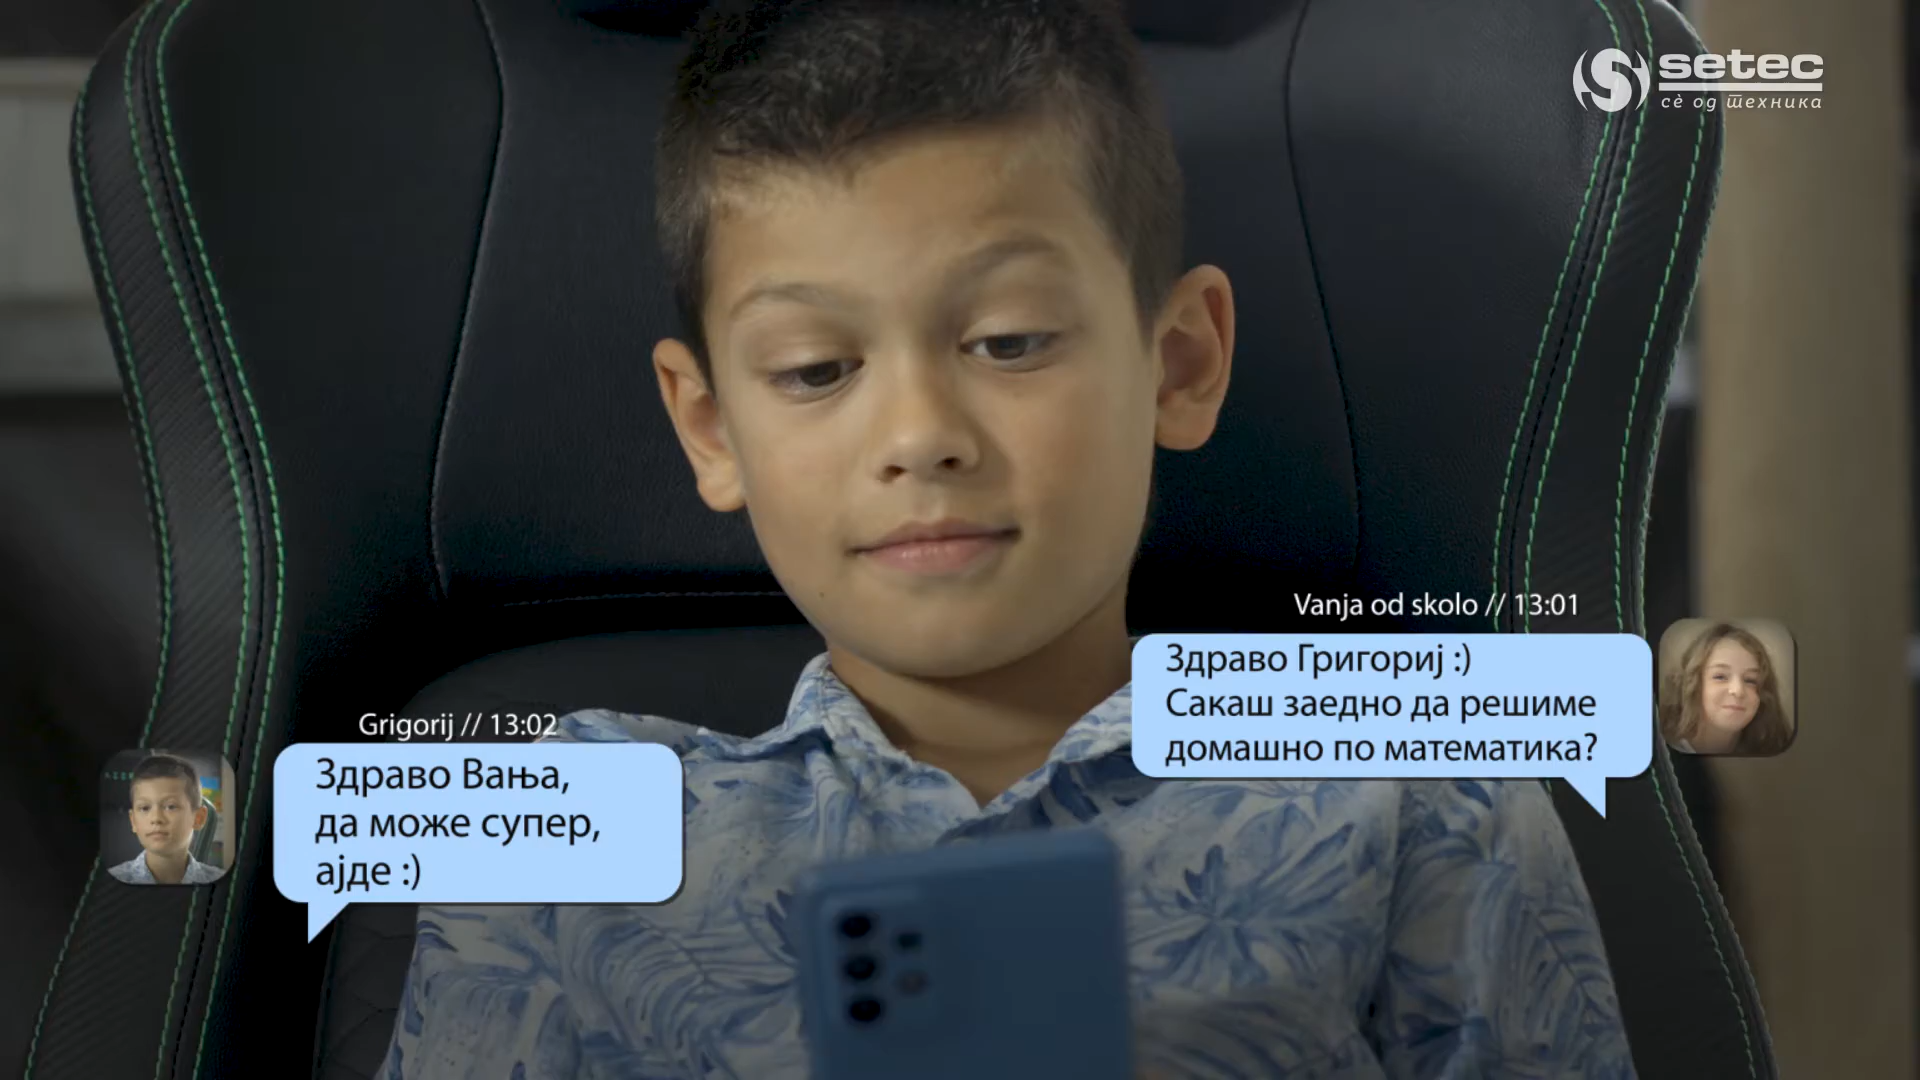 setec
сѐ од техника
Vanja od skolo // 13:01
Здраво Григориј :)
Сакаш заедно да решиме
домашно по математика?
Grigorij // 13:02
Здраво Вања,
да може супер,
ајде :)